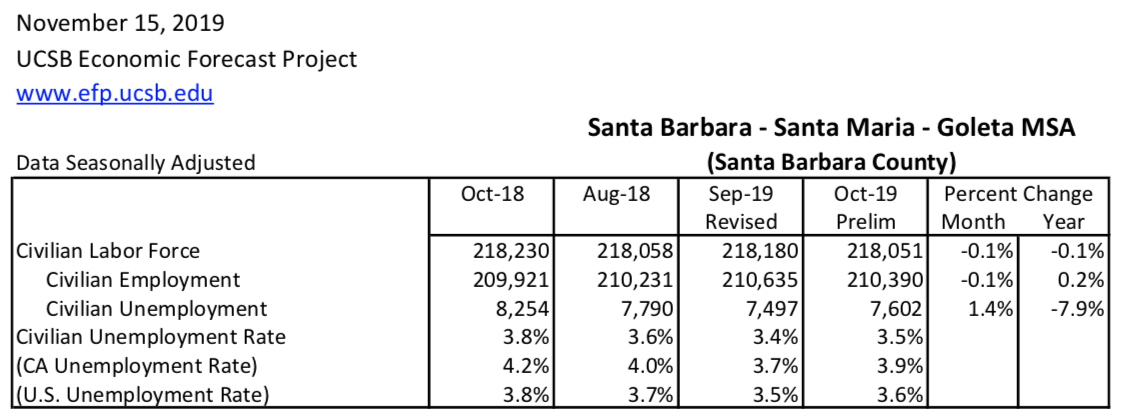 November 15, 2019
UCSB Economic Forecast Project
www.efp.ucsb.edu
Santa Barbara - Santa Maria - Goleta MSA
Data Seasonally Adjusted (Santa Barbara County)
Oct-18 Aug-18 Sep-19 Oct-19 Percent Change
Revised Prelim Month Year
Civilian Labor Force 218,230 218,058 218,180 218,051 -0.1% -0.1%
Civilian Employment 209,921 210,231 210,635 210,390 -0.1% 0.2%
Civilian Unemployment 8,254 7,790 7,497 7,602 1.4% -7.9%
Civilian Unemployment Rate 3.8% 3.6% 3.4% 3.5%
(CA Unemployment Rate) 4.2% 4.0% 3.7% 3.9%
(U.S. Unemployment Rate) 3.8% 3.7% 3.5% 3.6%